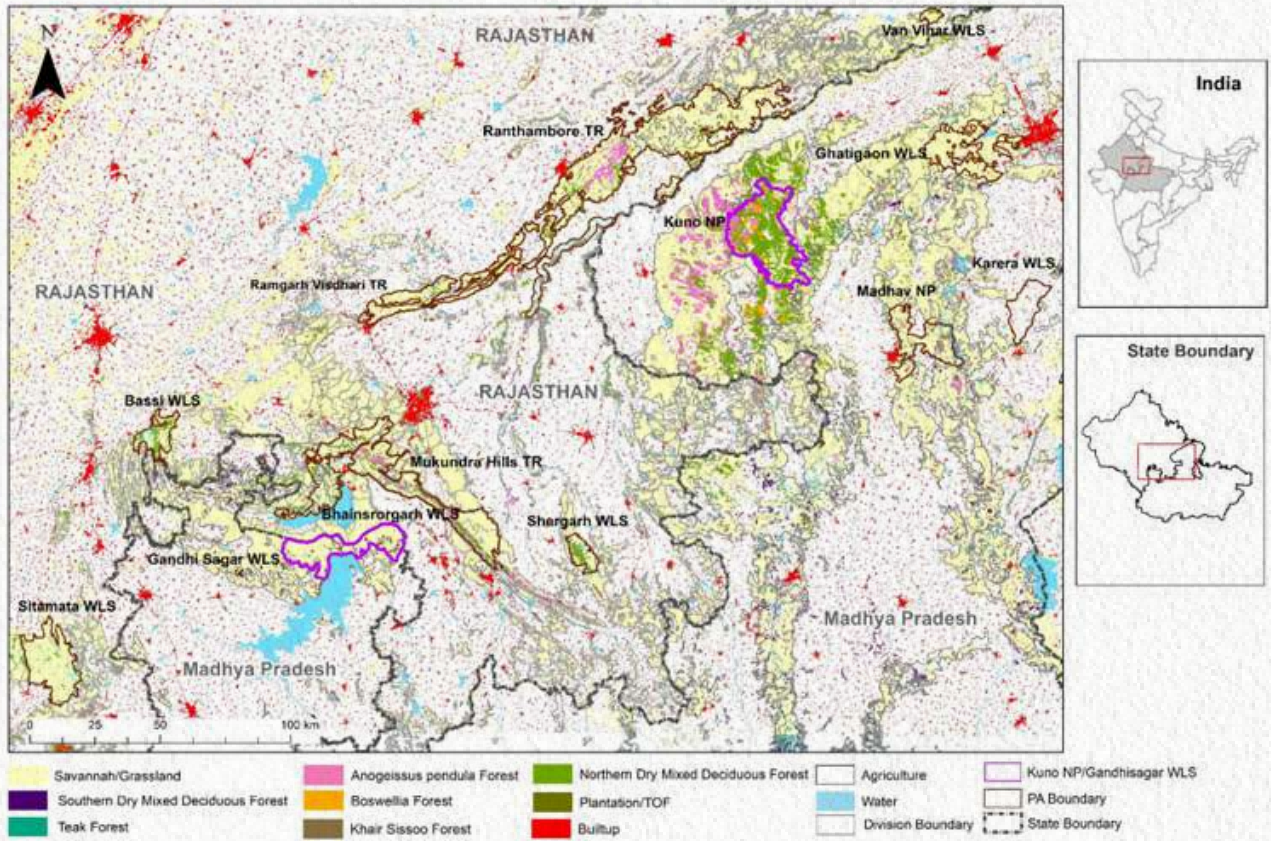 N
RAJASTHAN
Van Vihar WLS
Ranthambore TR
Ghatigaon WLS
Kuno NP
Karera WLS
Ramgarh Visdhari TR
Madhav NP
RAJASTHAN
RAJASTHAN
Bassi WLS
Mukundra Hills TR
Bhainsrorgarh WLS
Shergarh WLS
Gandhi Sagar WLS
Sitamata WLS
Madhya Pradesh
Madhya Pradesh
0 25 50 100 km
India
State Boundary
Savannah/Grassland
Southern Dry Mixed Deciduous Forest
Teak Forest
Anogeissus pendula Forest
Boswellia Forest
Khair Sissoo Forest
Northern Dry Mixed Deciduous Forest
Plantation/TOF
Builtup
Agriculture
Water
Division Boundary
Kuno NP/Gandhisagar WLS
PA Boundary
State Boundary